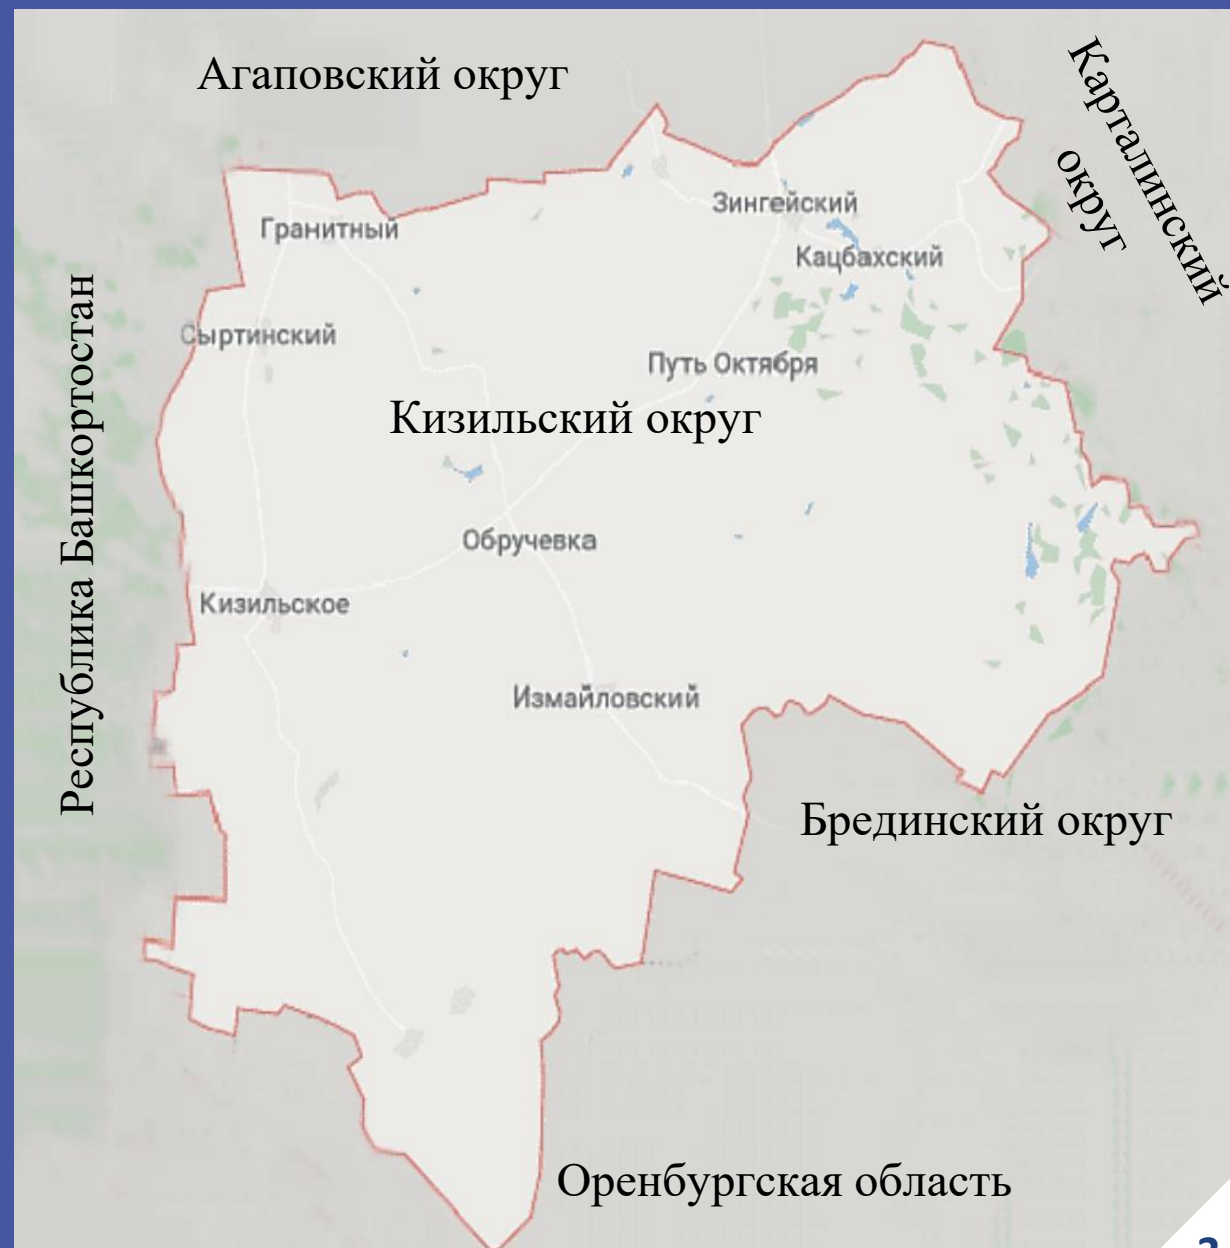 Агаповский округ
Карталинский
округ
Зингейский
Гранитный
Кацбахский
Сыртинский
Путь Октября
Республика Башкортостан
Кизильский округ
Обручевка
Кизильское
Измайловский
Брединский округ
Оренбургская область